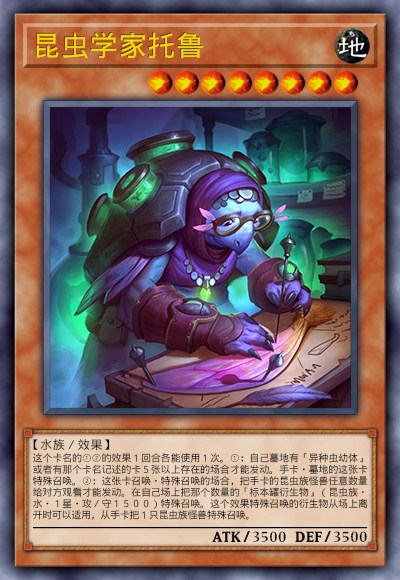 昆虫学家托鲁
地
【水族/效果】
这个卡名的①②的效果1回合各能使用1次。①:自己墓地有「异种虫幼体」
或者有那个卡名记述的卡5张以上存在的场合才能发动。手卡·墓地的这张卡
特殊召唤。②:这张卡召唤·特殊召唤的场合,把手卡的昆虫族怪兽任意数量
给对方观看才能发动。在自己场上把那个数量的「标本罐衍生物」(昆虫族·
水·1星·攻/守1500)特殊召唤。这个效果特殊召唤的衍生物从场上离
开时可以适用,从手卡把1只昆虫族怪兽特殊召唤。
ATK/3500 DEF/3500